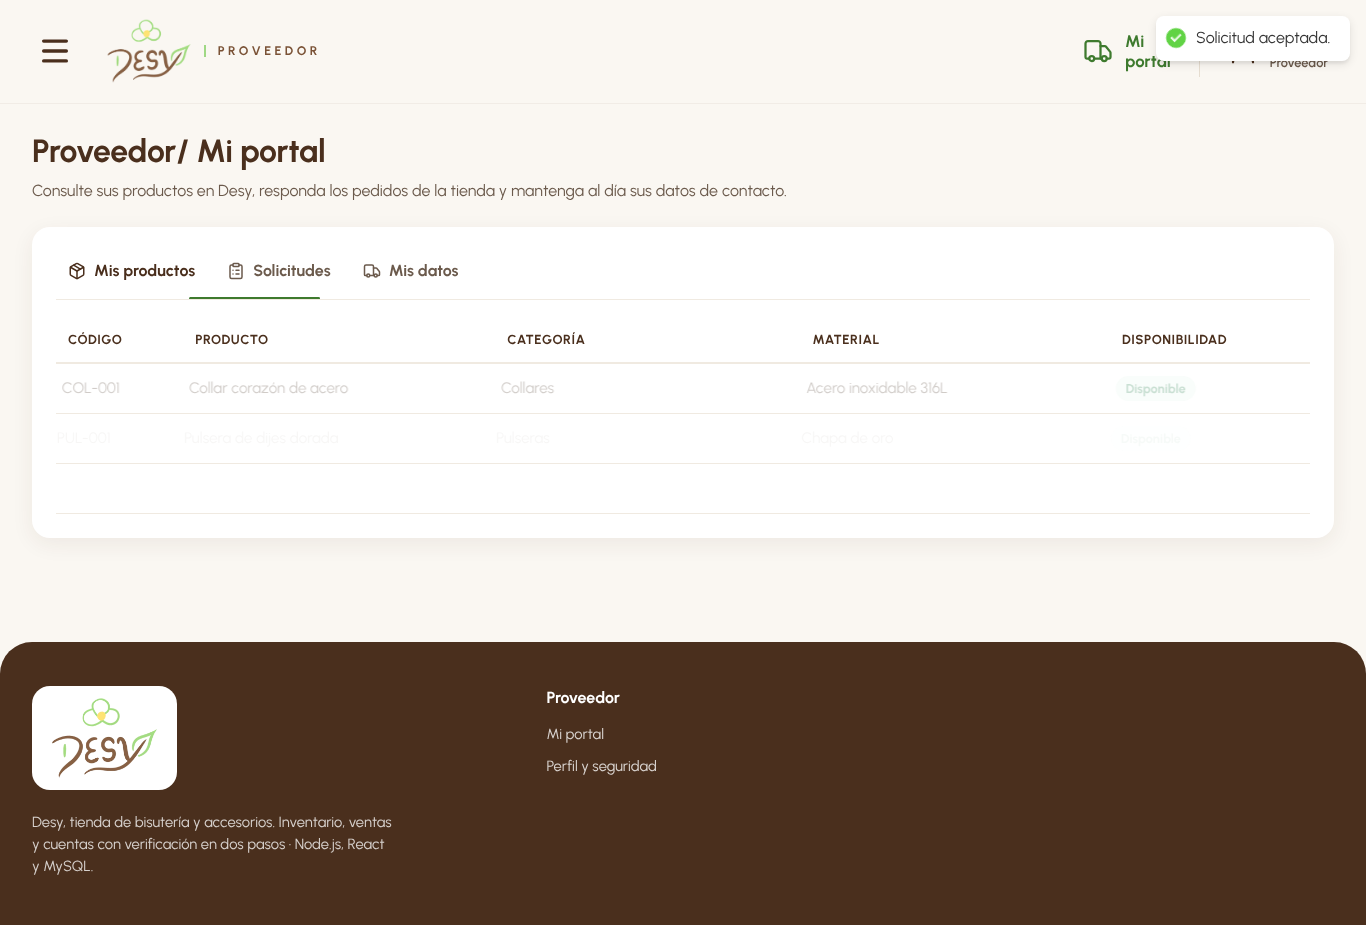 DESY
PROVEEDOR
Mi
portal
Solicitud aceptada.
Proveedor
Proveedor/ Mi portal
Consulte sus productos en Desy, responda los pedidos de la tienda y mantenga al día sus datos de contacto.
Mis productos
Solicitudes
Mis datos
CÓDIGO PRODUCTO CATEGORÍA MATERIAL DISPONIBILIDAD
COL-001 Collar corazón de acero Collares Acero inoxidable 316L Disponible
PUL-001 Pulsera de dijes dorada Pulseras Chapa de oro Disponible
DESY
Desy, tienda de bisutería y accesorios. Inventario, ventas
y cuentas con verificación en dos pasos · Node.js, React
y MySQL.
Proveedor
Mi portal
Perfil y seguridad